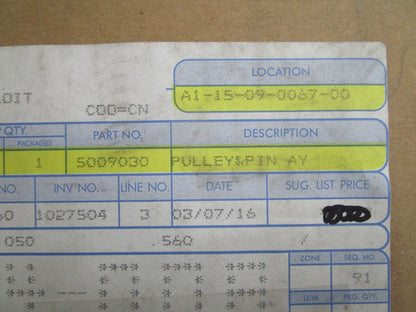 LOCATION
OIT COO=CN A1-15-09-0067-00
QTY. PART NO. DESCRIPTION
PACKAGES
1 5009030 PULLEY&PIN AY
NO. INV NO. LINE NO. DATE SUG. LIST PRICE
60 1027504 3 03/07/16
050 .560 /
ZONE SEQ. NO
** **** **** *** 91
U/M PKG. QTY.